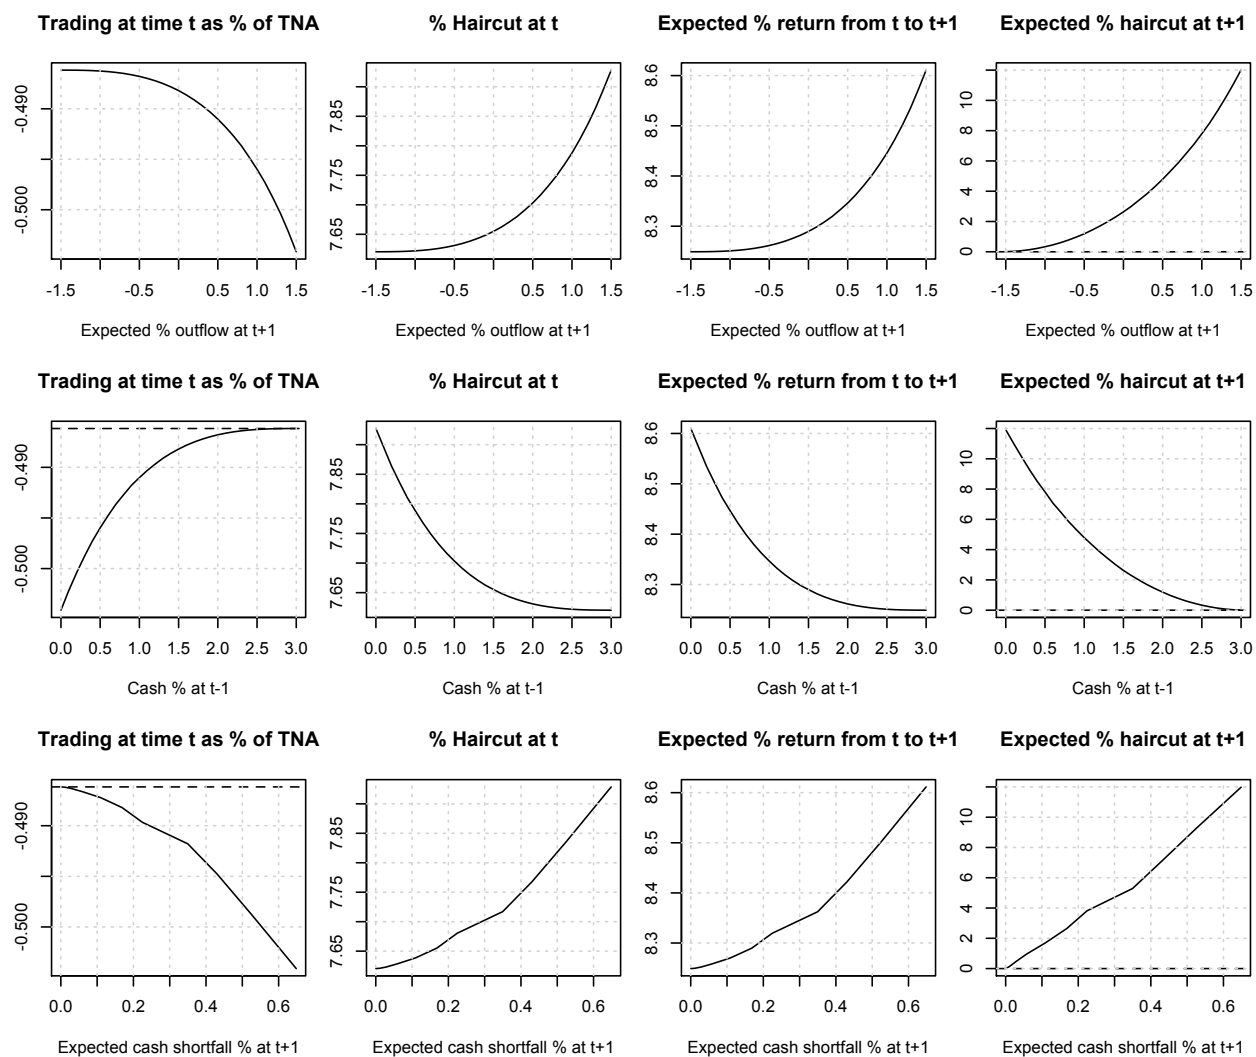 Trading at time t as % of TNA
% Haircut at t
Expected % return from t to t+1
Expected % haircut at t+1
-0.490
-0.500
-1.5 -0.5 0.5 1.0 1.5
Expected % outflow at t+1
7.85
7.75
7.65
-1.5 -0.5 0.5 1.0 1.5
Expected % outflow at t+1
8.6
8.5
8.4
8.3
-1.5 -0.5 0.5 1.0 1.5
Expected % outflow at t+1
10
8
6
4
2
0
-1.5 -0.5 0.5 1.0 1.5
Expected % outflow at t+1
Trading at time t as % of TNA
% Haircut at t
Expected % return from t to t+1
Expected % haircut at t+1
-0.490
-0.500
0.0 0.5 1.0 1.5 2.0 2.5 3.0
Cash % at t-1
7.85
7.75
7.65
0.0 0.5 1.0 1.5 2.0 2.5 3.0
Cash % at t-1
8.6
8.5
8.4
8.3
0.0 0.5 1.0 1.5 2.0 2.5 3.0
Cash % at t-1
10
8
6
4
2
0
0.0 0.5 1.0 1.5 2.0 2.5 3.0
Cash % at t-1
Trading at time t as % of TNA
% Haircut at t
Expected % return from t to t+1
Expected % haircut at t+1
-0.490
-0.500
0.0 0.2 0.4 0.6
Expected cash shortfall % at t+1
7.85
7.75
7.65
0.0 0.2 0.4 0.6
Expected cash shortfall % at t+1
8.6
8.5
8.4
8.3
0.0 0.2 0.4 0.6
Expected cash shortfall % at t+1
10
8
6
4
2
0
0.0 0.2 0.4 0.6
Expected cash shortfall % at t+1